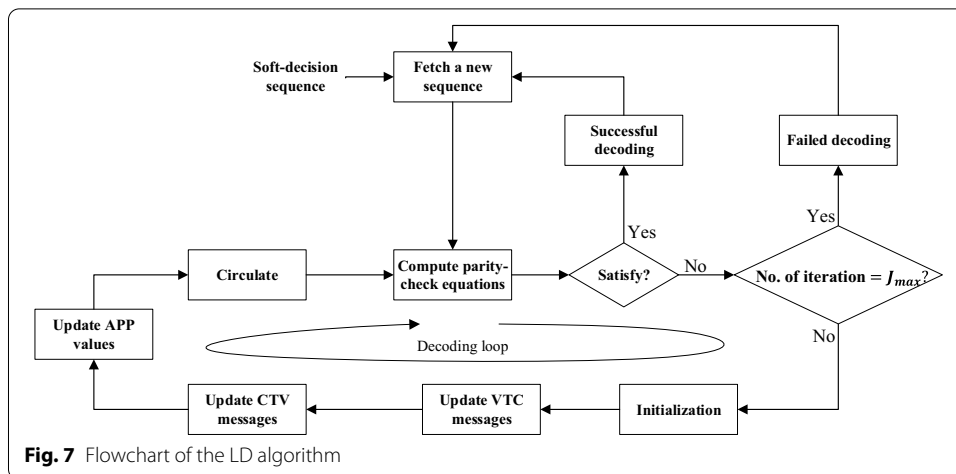 Soft-decision
sequence
Fetch a new
sequence
Successful
decoding
Failed decoding
Yes
Yes
Circulate
Compute parity-
check equations
Satisfy?
No
No. of iteration = J_max?
Update APP
values
Decoding loop
No
Update CTV
messages
Update VTC
messages
Initialization
Fig. 7 Flowchart of the LD algorithm